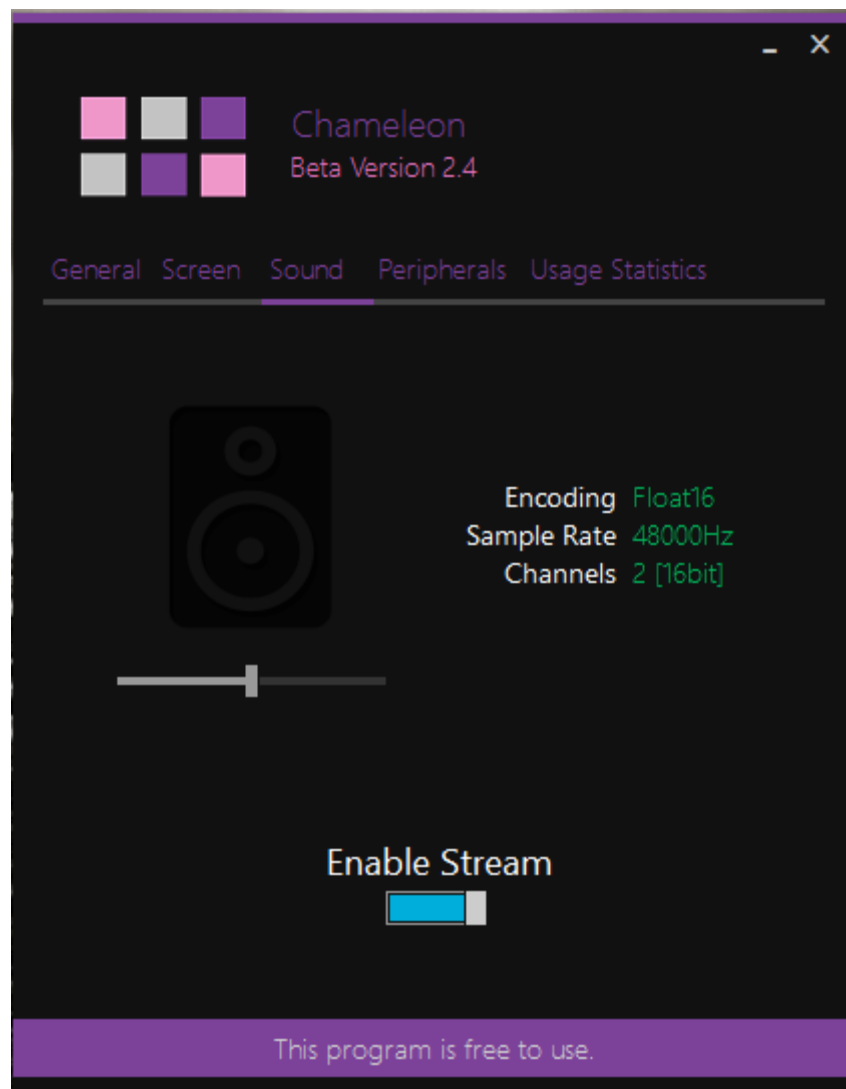 Chameleon
Beta Version 2.4
General Screen Sound Peripherals Usage Statistics
Encoding Float16
Sample Rate 48000Hz
Channels 2 [16bit]
Enable Stream
This program is free to use.